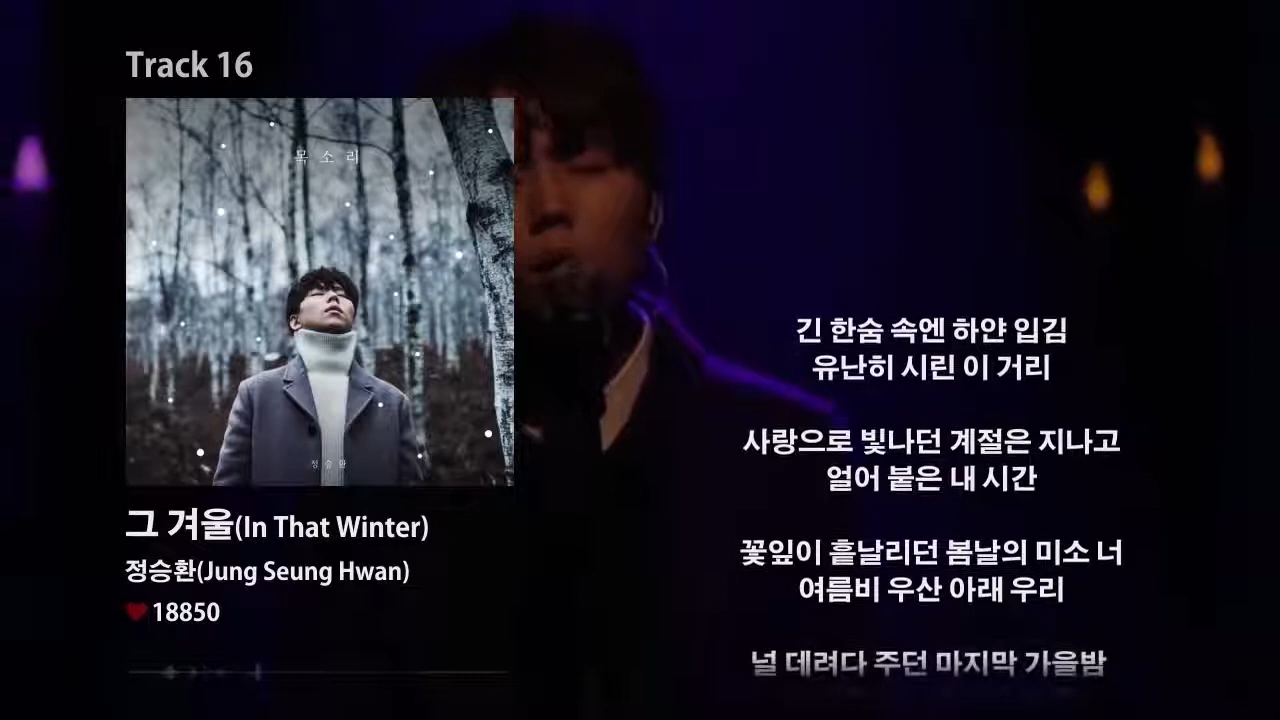 Track 16
목소리
정승환
그 겨울(In That Winter)
정승환(Jung Seung Hwan)
18850
긴 한숨 속엔 하얀 입김
유난히 시린 이 거리
사랑으로 빛나던 계절은 지나고
얼어 붙은 내 시간
꽃잎이 흩날리던 봄날의 미소 너
여름비 우산 아래 우리
널 데려다 주던 마지막 가을밤